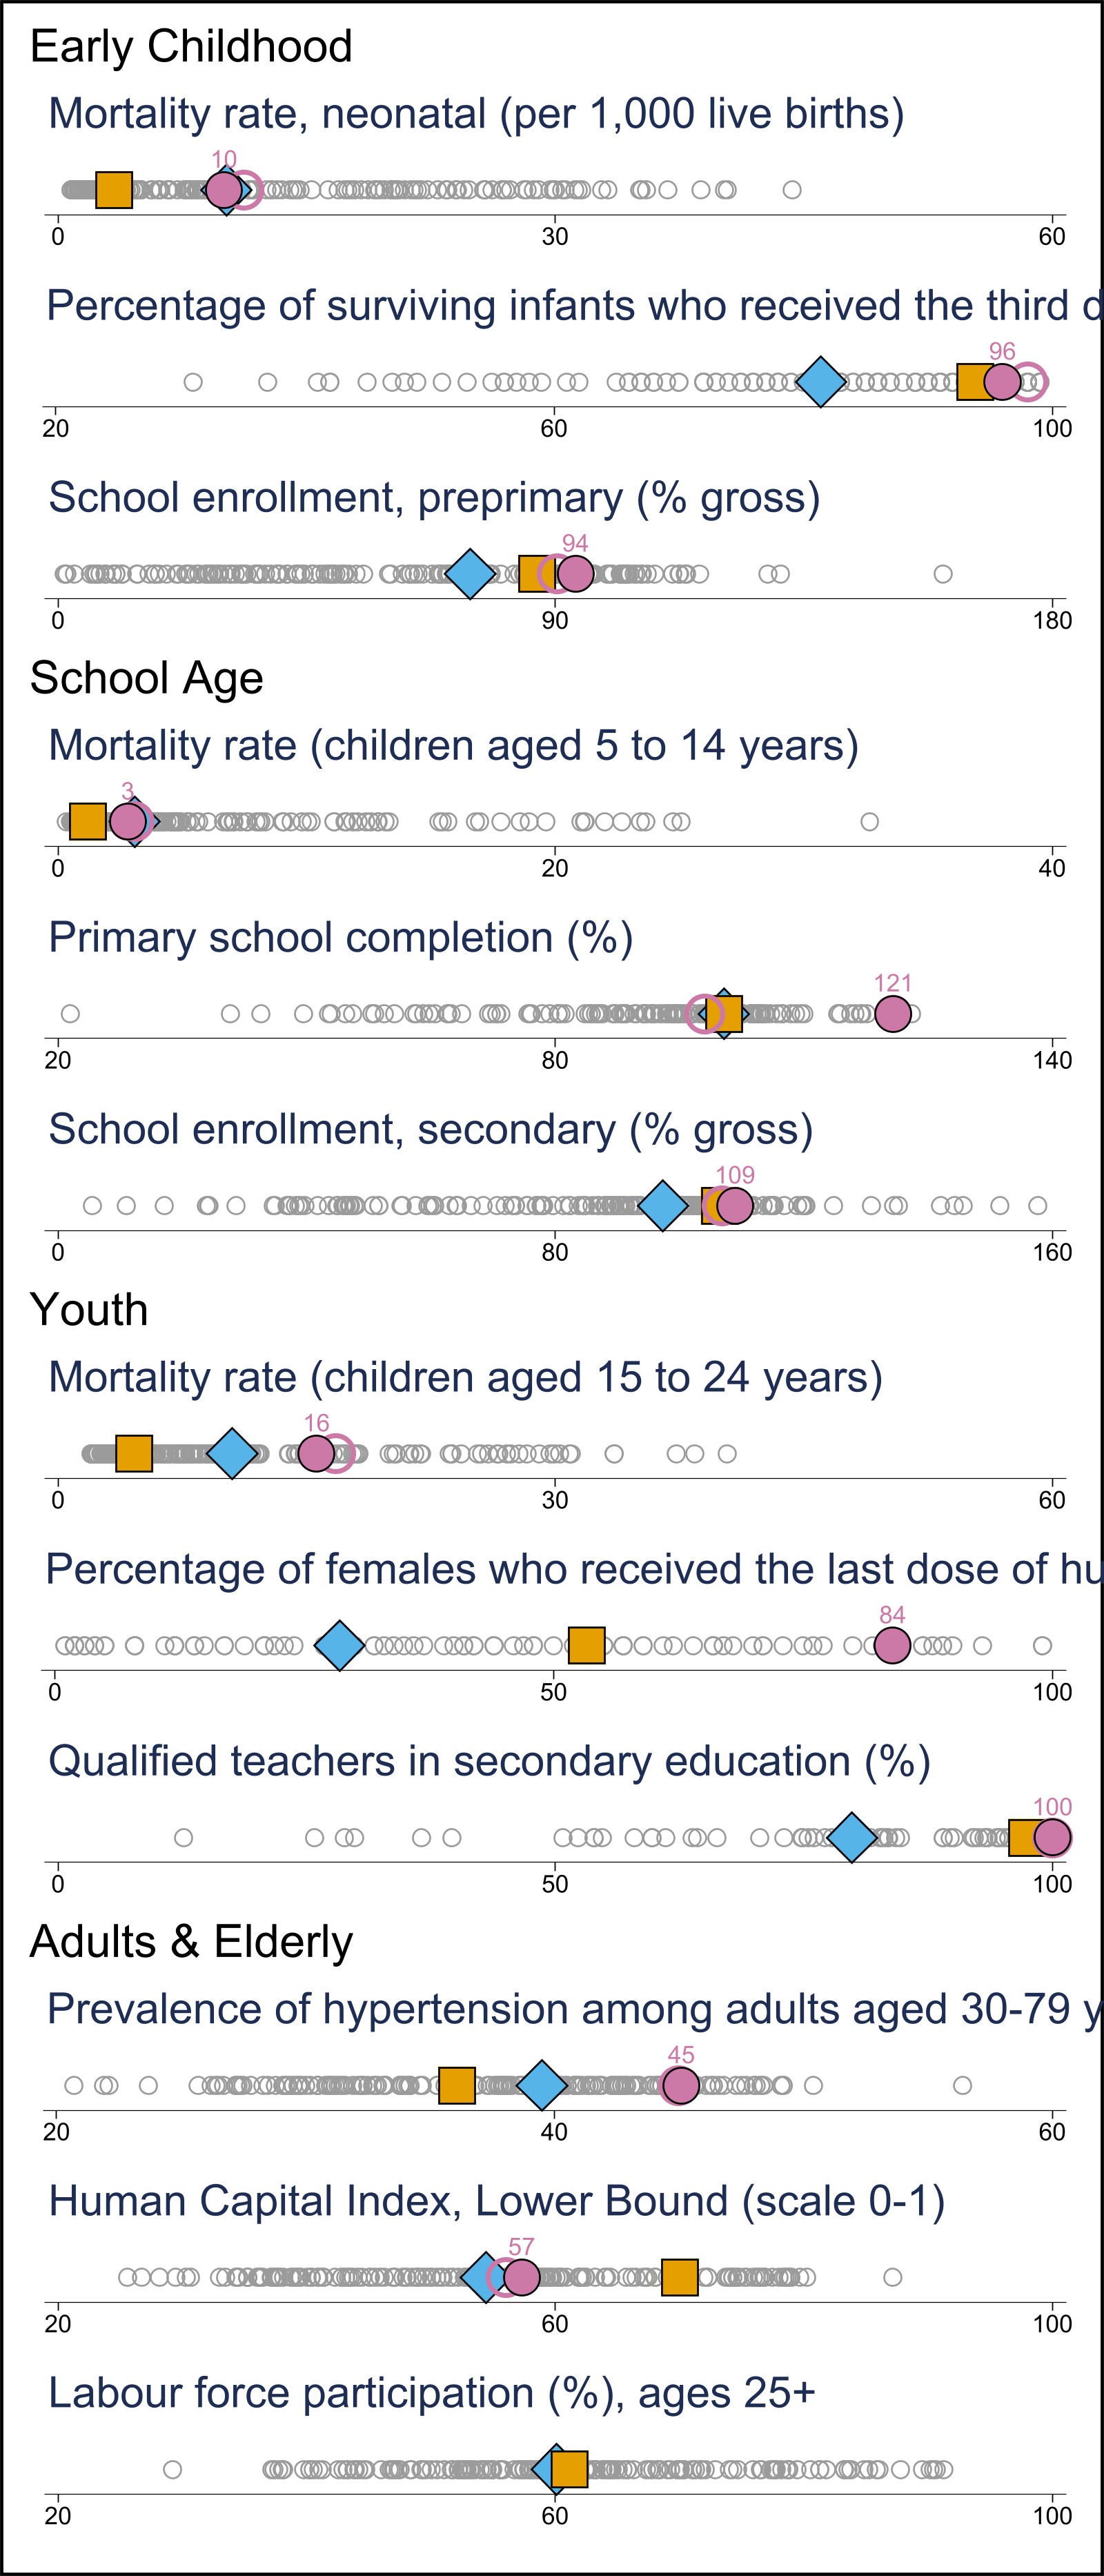 Early Childhood
Mortality rate, neonatal (per 1,000 live births)
10
0 30 60
Percentage of surviving infants who received the third d
96
20 60 100
School enrollment, preprimary (% gross)
94
0 90 180
School Age
Mortality rate (children aged 5 to 14 years)
3
0 20 40
Primary school completion (%)
121
20 80 140
School enrollment, secondary (% gross)
109
0 80 160
Youth
Mortality rate (children aged 15 to 24 years)
16
0 30 60
Percentage of females who received the last dose of hu
84
0 50 100
Qualified teachers in secondary education (%)
100
0 50 100
Adults & Elderly
Prevalence of hypertension among adults aged 30-79 y
45
20 40 60
Human Capital Index, Lower Bound (scale 0-1)
57
20 60 100
Labour force participation (%), ages 25+
20 60 100